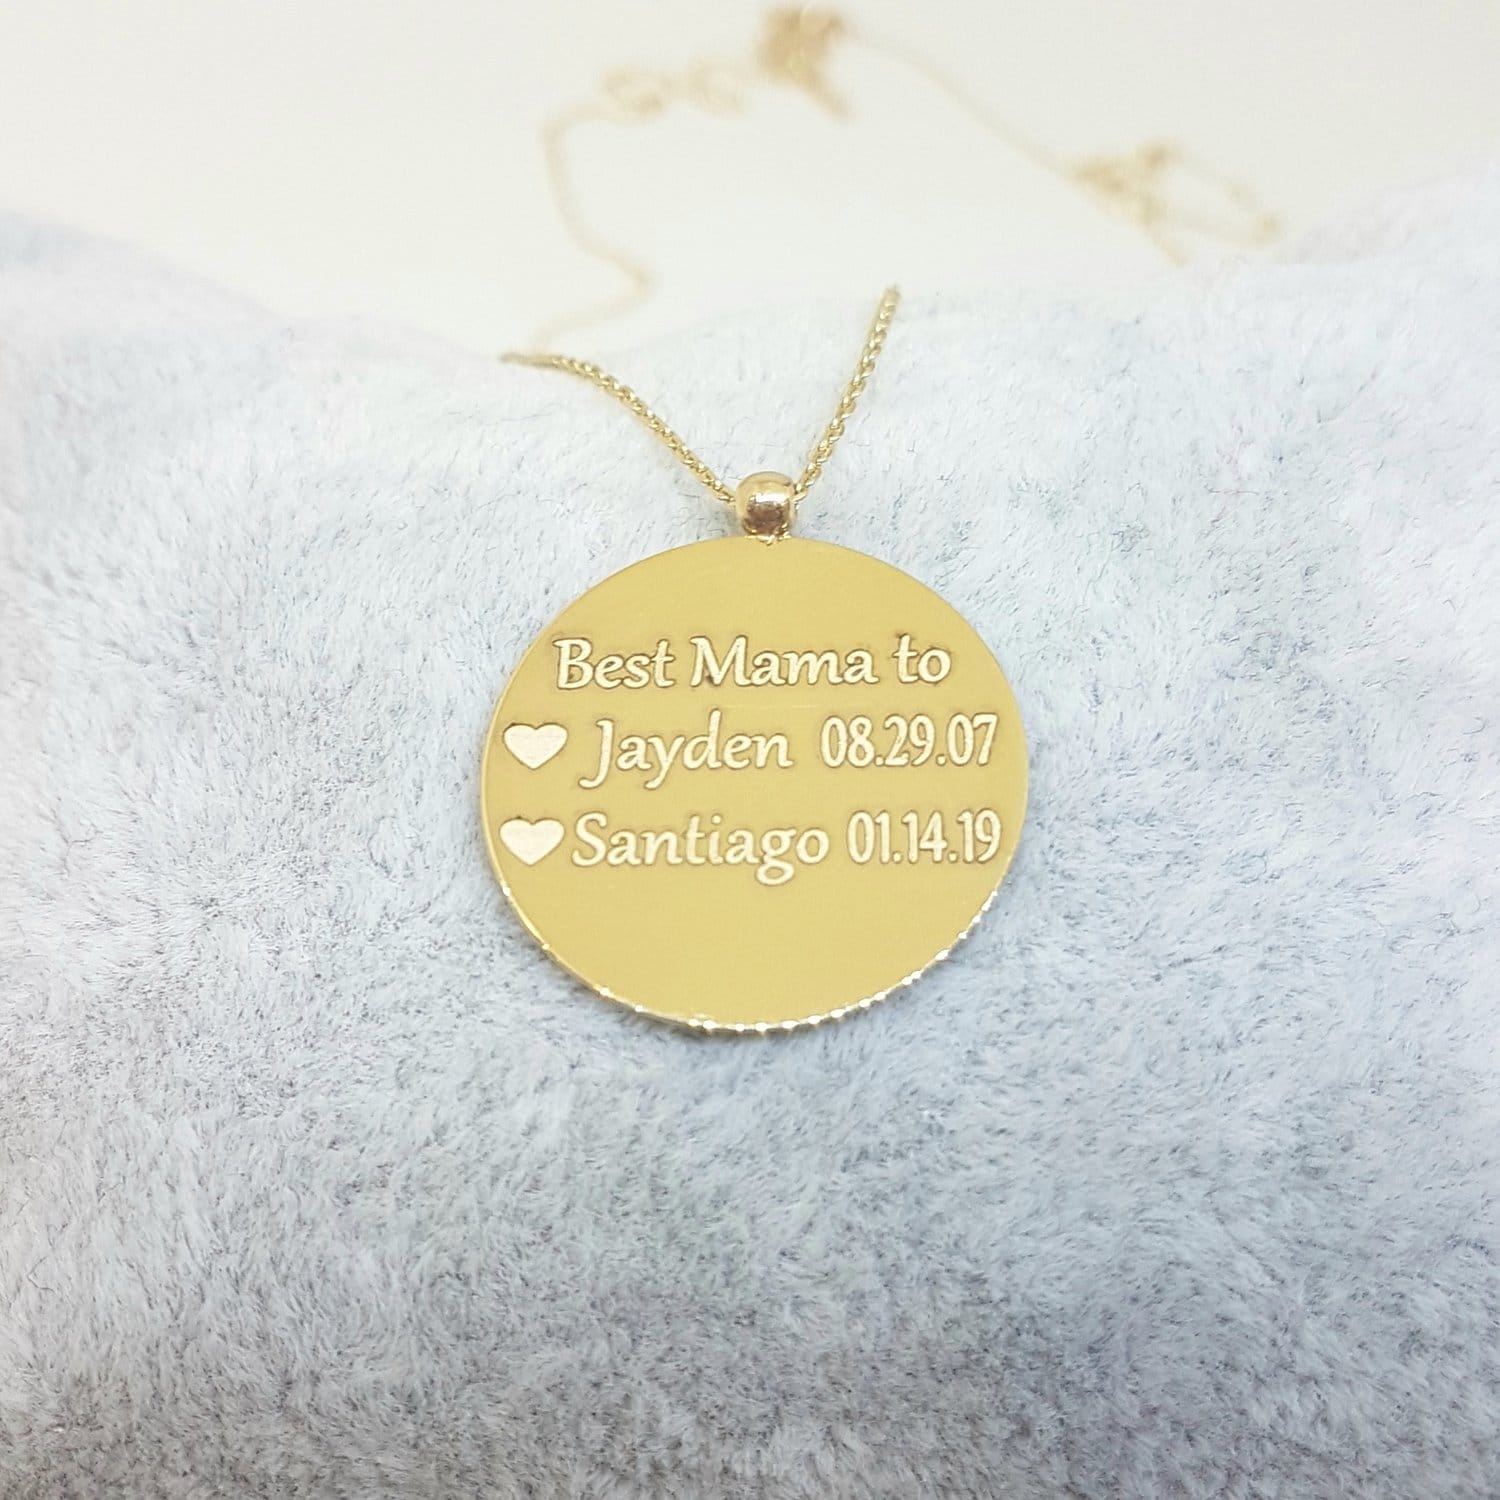 Best Mama to
♥ Jayden 08.29.07
♥ Santiago 01.14.19